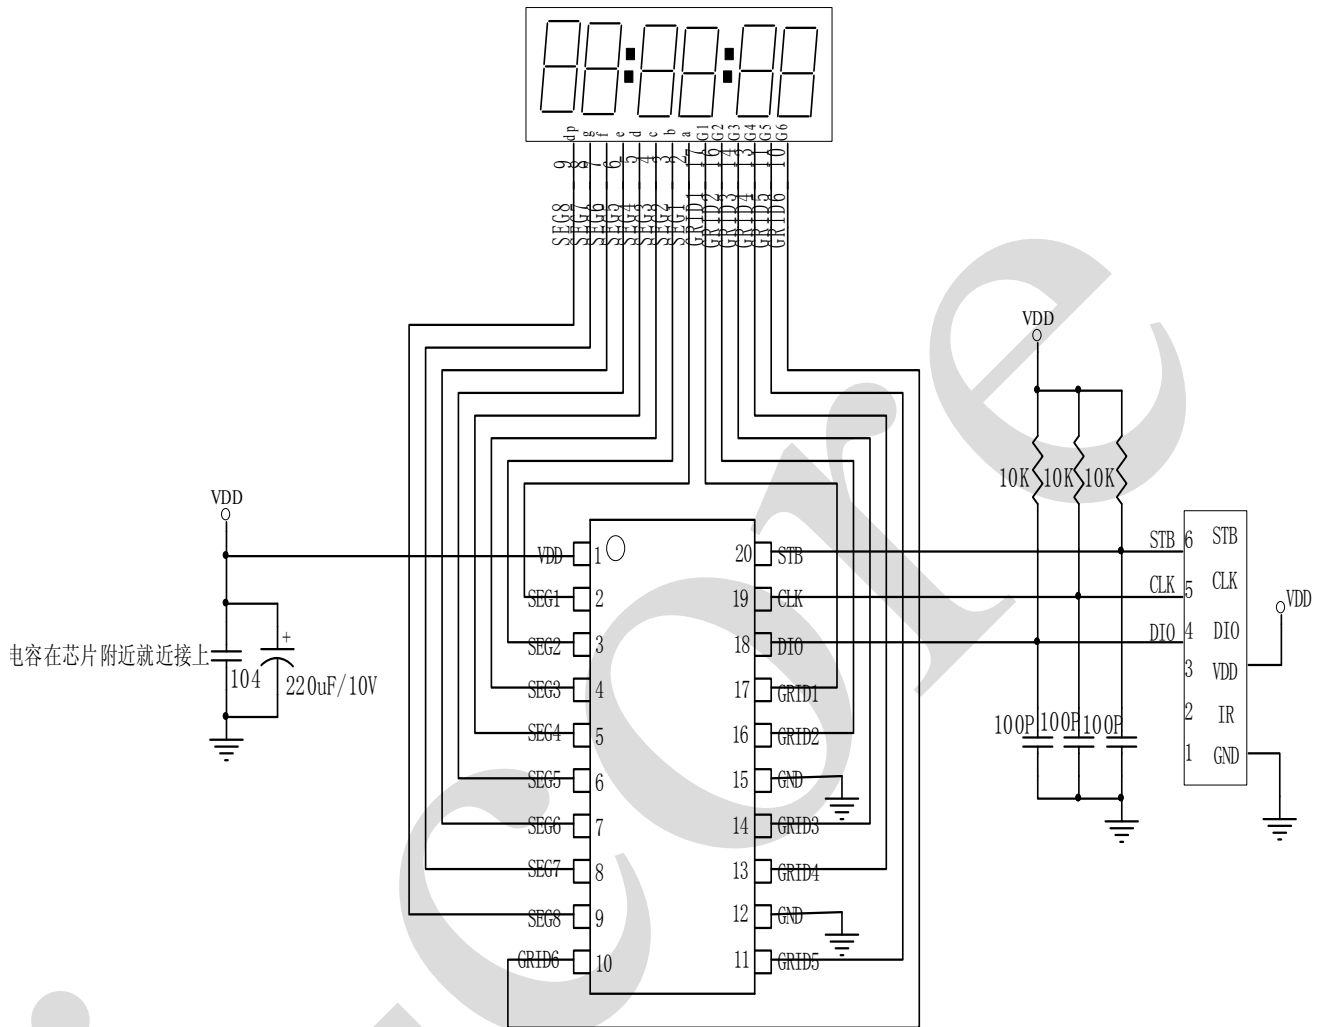 dp g f e d c b a G1 G2 G3 G4 G5 G6
9 8 7 6 5 4 3 2 17 16 14 13 11 10
SEG8 SEG7 SEG6 SEG5 SEG4 SEG3 SEG2 SEG1 GRID1 GRID2 GRID3 GRID4 GRID5 GRID6
VDD
10K 10K 10K
VDD
VDD 1 20 STB
SEG1 2 19 CLK
SEG2 3 18 DIO
SEG3 4 17 GRID1
SEG4 5 16 GRID2
SEG5 6 15 GND
SEG6 7 14 GRID3
SEG7 8 13 GRID4
SEG8 9 12 GND
GRID6 10 11 GRID5
STB 6 STB
CLK 5 CLK
DIO 4 DIO
3 VDD
2 IR
1 GND
VDD
电容在芯片附近就近接上
+
104
220uF/10V
100P 100P 100P
core